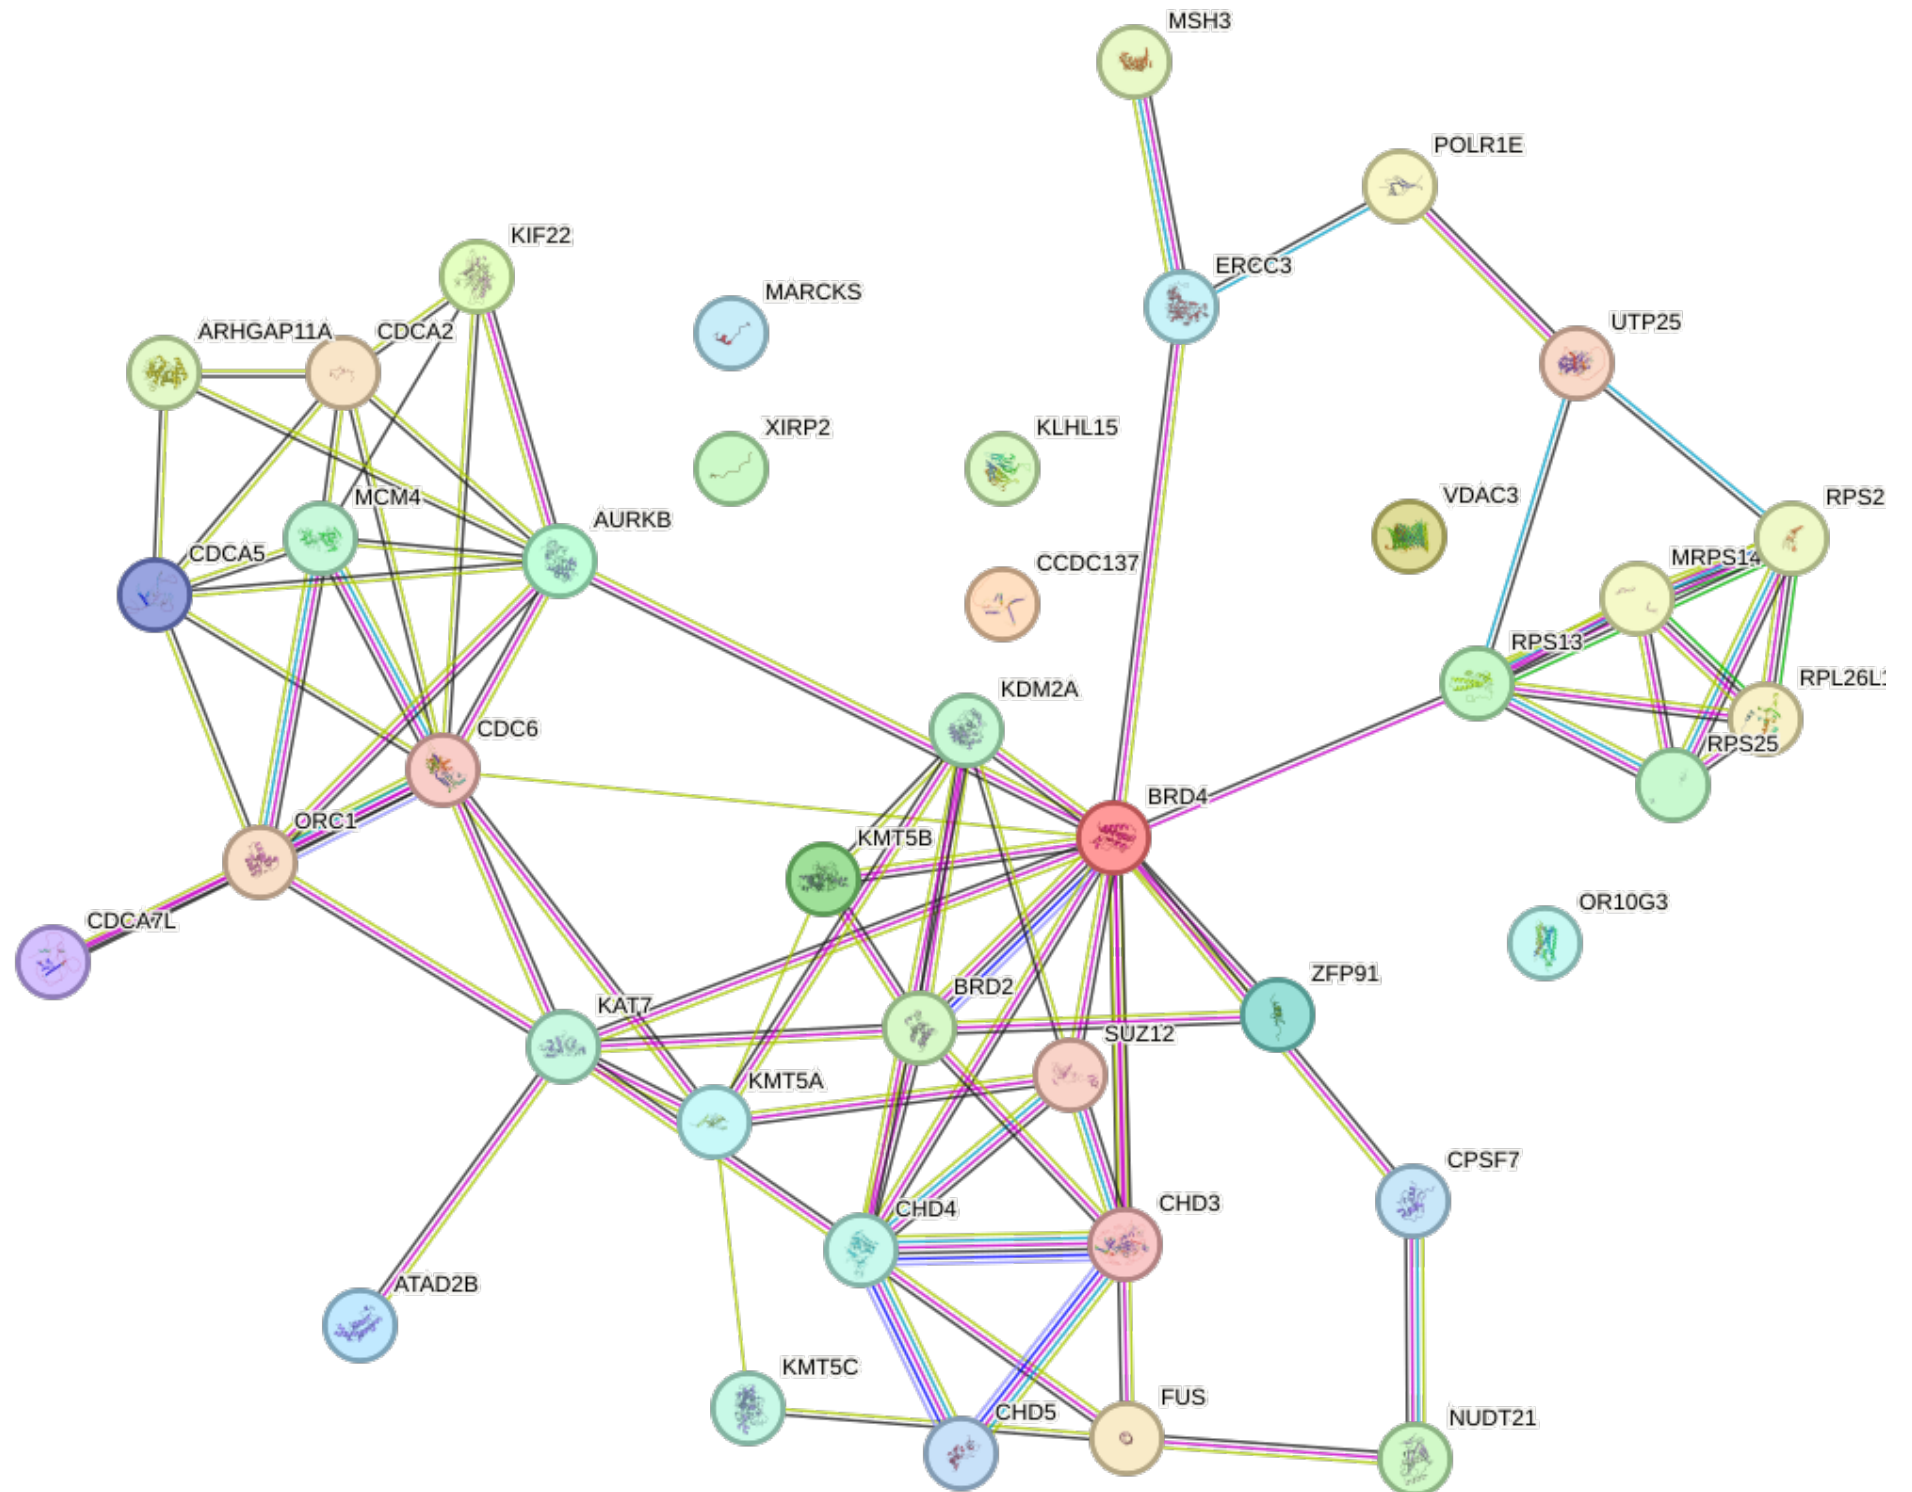 MSH3
POLR1E
KIF22
ERCC3
MARCKS
ARHGAP11A
CDCA2
UTP25
XIRP2
KLHL15
MCM4
VDAC3
RPS2
AURKB
CDCA5
CCDC137
MRPS14
RPS13
KDM2A
RPL26L1
CDC6
RPS25
BRD4
ORC1
KMT5B
OR10G3
CDCA7L
ZFP91
BRD2
KAT7
SUZ12
KMT5A
CPSF7
CHD3
CHD4
ATAD2B
KMT5C
FUS
CHD5
NUDT21